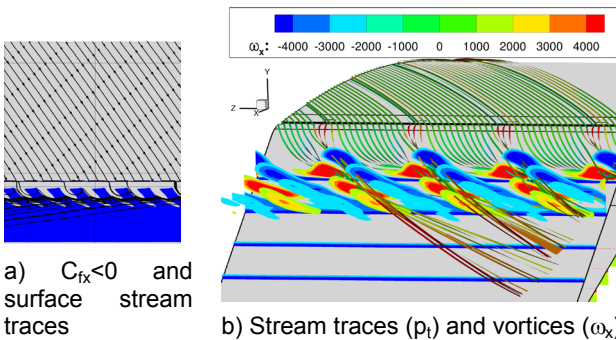 ωx: -4000 -3000 -2000 -1000 0 1000 2000 3000 4000
Y
Z
X
a) Cfx<0 and
surface stream
traces
b) Stream traces (pt) and vortices (ωx)